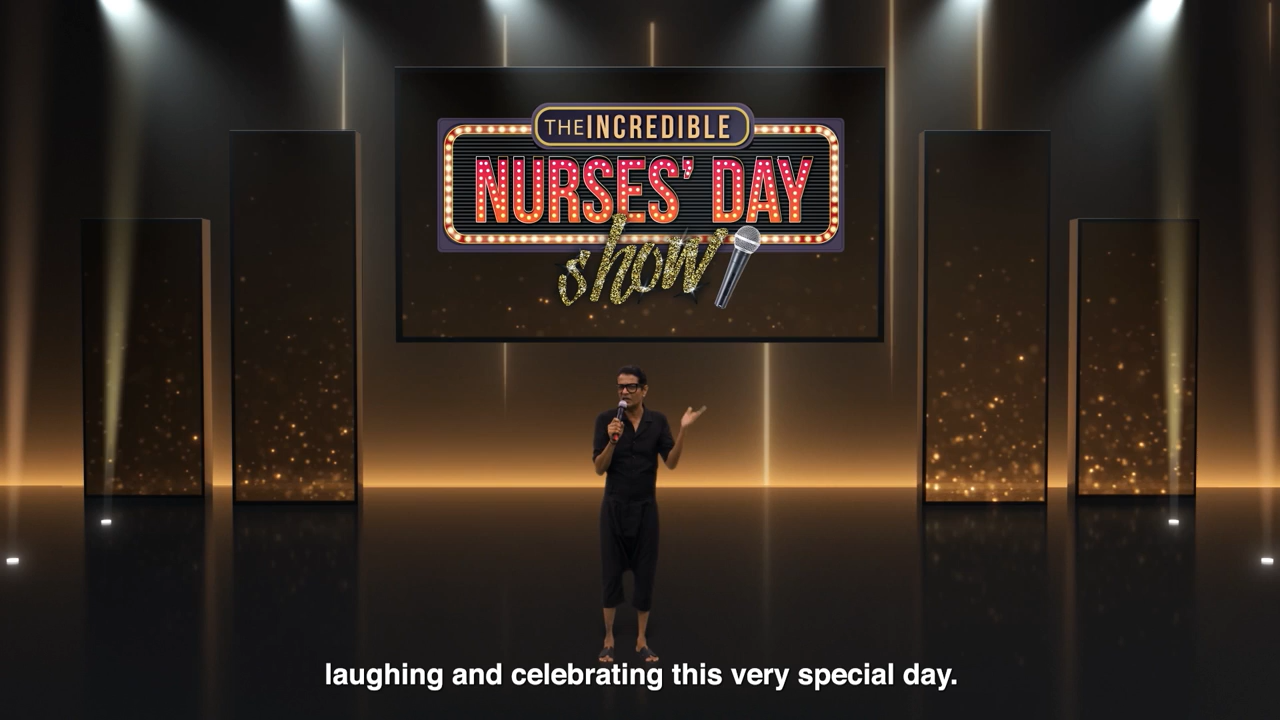 THE INCREDIBLE
NURSES' DAY
show
laughing and celebrating this very special day.